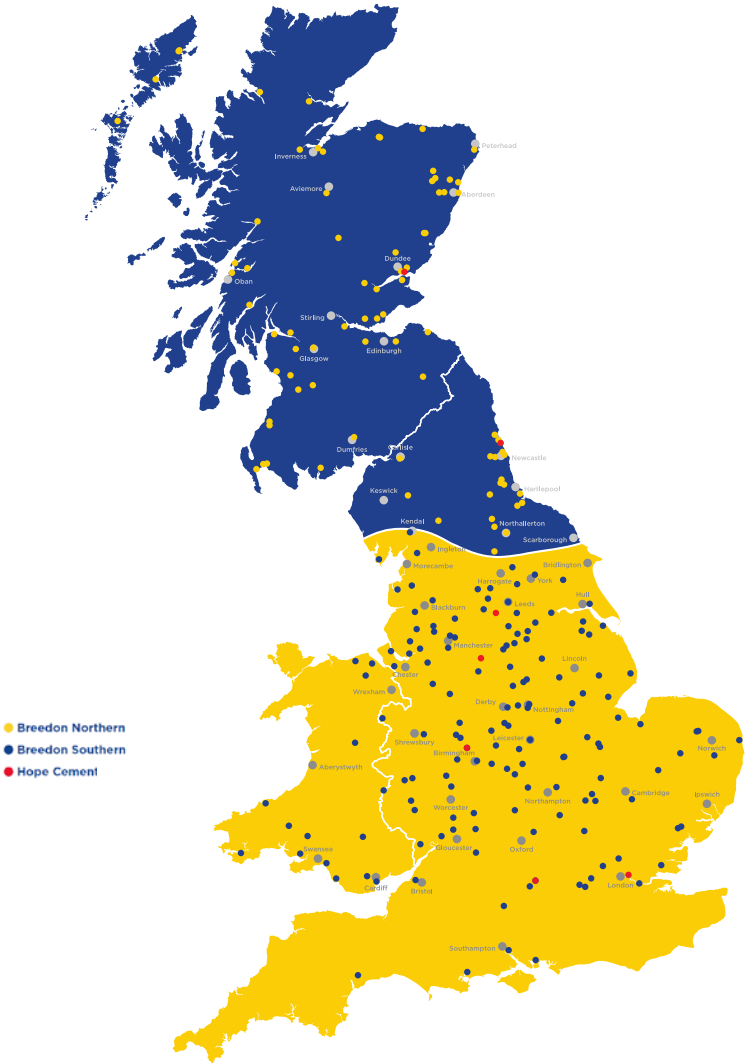 Peterhead
Inverness
Aviemore
Aberdeen
Dundee
Oban
Stirling
Edinburgh
Glasgow
Dumfries
Carlisle
Newcastle
Keswick
Hartlepool
Kendal
Northallerton
Scarborough
Ingleton
Morecambe
Bridlington
Harrogate
York
Hull
Leeds
Blackburn
Manchester
Lincoln
Chester
Wrexham
Derby
Nottingham
Breedon Northern
Breedon Southern
Hope Cement
Shrewsbury
Leicester
Norwich
Birmingham
Aberystwyth
Cambridge
Ipswich
Northampton
Worcester
Gloucester
Oxford
Swansea
Cardiff
Bristol
London
Southampton